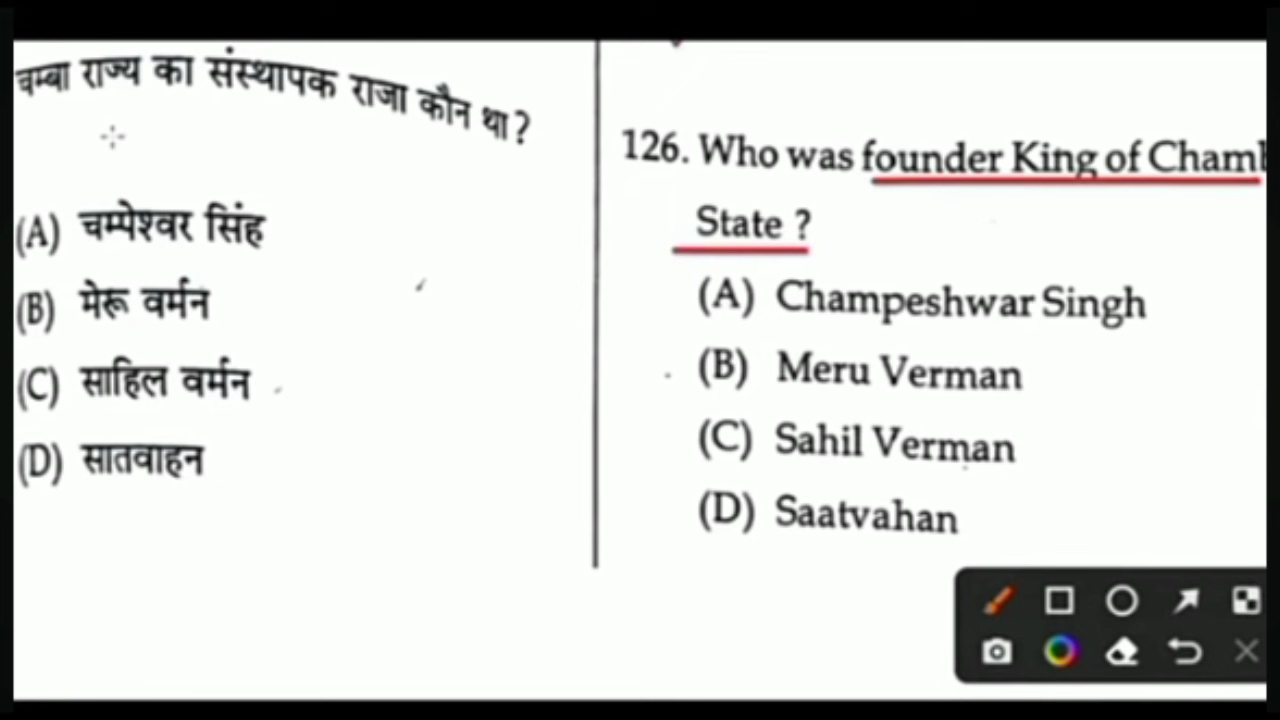 चम्बा राज्य का संस्थापक राजा कौन था?
(A) चम्पेश्वर सिंह
(B) मेरू वर्मन
(C) साहिल वर्मन
(D) सातवाहन
126. Who was founder King of Chamb
State ?
(A) Champeshwar Singh
(B) Meru Verman
(C) Sahil Verman
(D) Saatvahan